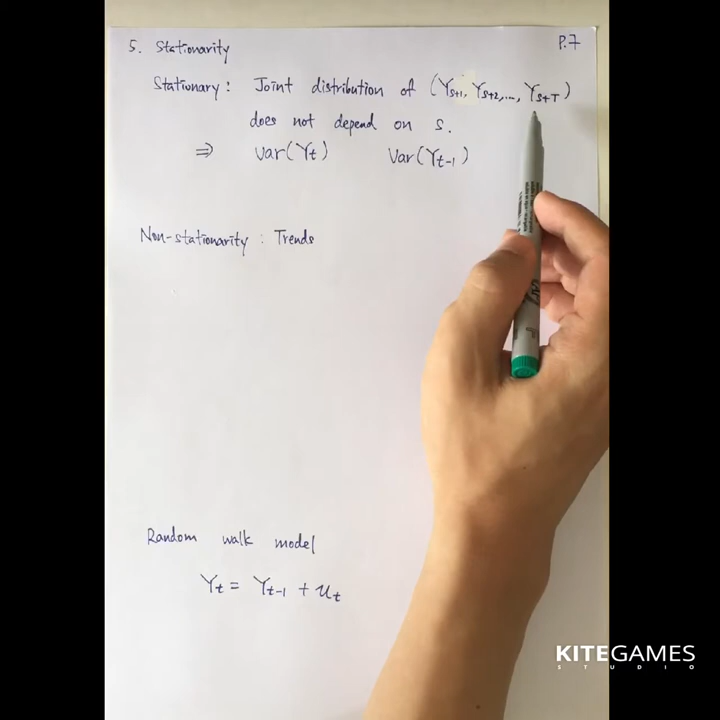 5. Stationarity P.7
Stationary: Joint distribution of (Yₛ₊₁, Yₛ₊₂,..., Yₛ₊T)
does not depend on s.
⇒ var(Yt) Var(Yt-1)
Non-stationarity : Trends
Random walk model
Yt = Yt-1 + ut
KITEGAMES
STUDIO